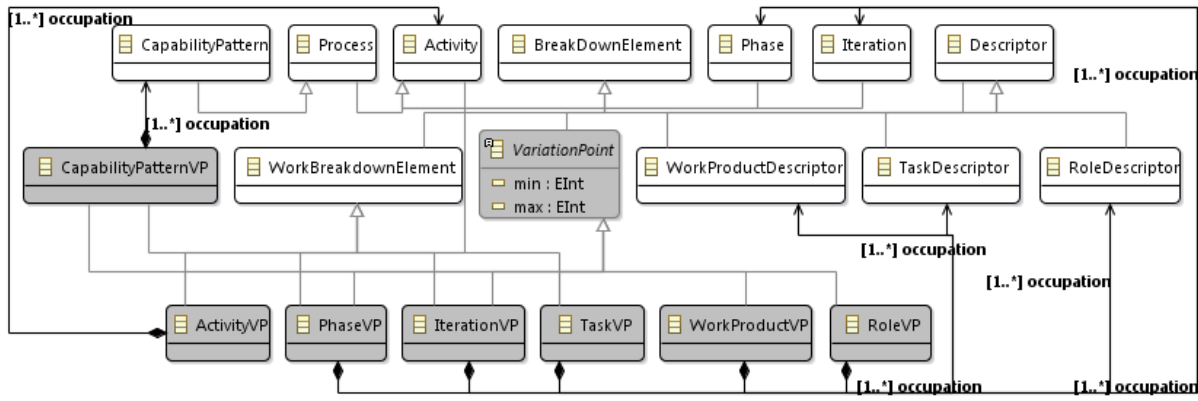 [1..*] occupation
CapabilityPattern
Process
Activity
BreakDownElement
Phase
Iteration
Descriptor
[1..*] occupation
[1..*] occupation
CapabilityPatternVP
WorkBreakdownElement
VariationPoint
min : EInt
max : EInt
WorkProductDescriptor
TaskDescriptor
RoleDescriptor
[1..*] occupation
[1..*] occupation
ActivityVP
PhaseVP
IterationVP
TaskVP
WorkProductVP
RoleVP
[1..*] occupation
[1..*] occupation